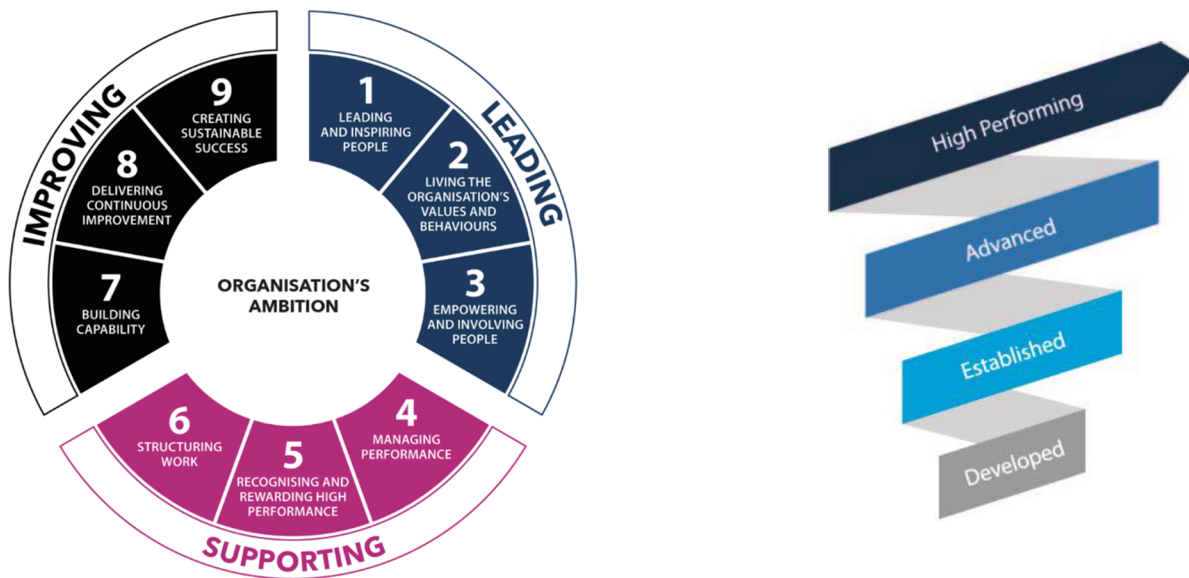 LEADING
1
LEADING
AND INSPIRING
PEOPLE
2
LIVING THE
ORGANISATION'S
VALUES AND
BEHAVIOURS
3
EMPOWERING
AND INVOLVING
PEOPLE
SUPPORTING
4
MANAGING
PERFORMANCE
5
RECOGNISING AND
REWARDING HIGH
PERFORMANCE
6
STRUCTURING
WORK
IMPROVING
7
BUILDING
CAPABILITY
8
DELIVERING
CONTINUOUS
IMPROVEMENT
9
CREATING
SUSTAINABLE
SUCCESS
ORGANISATION'S
AMBITION
High Performing
Advanced
Established
Developed